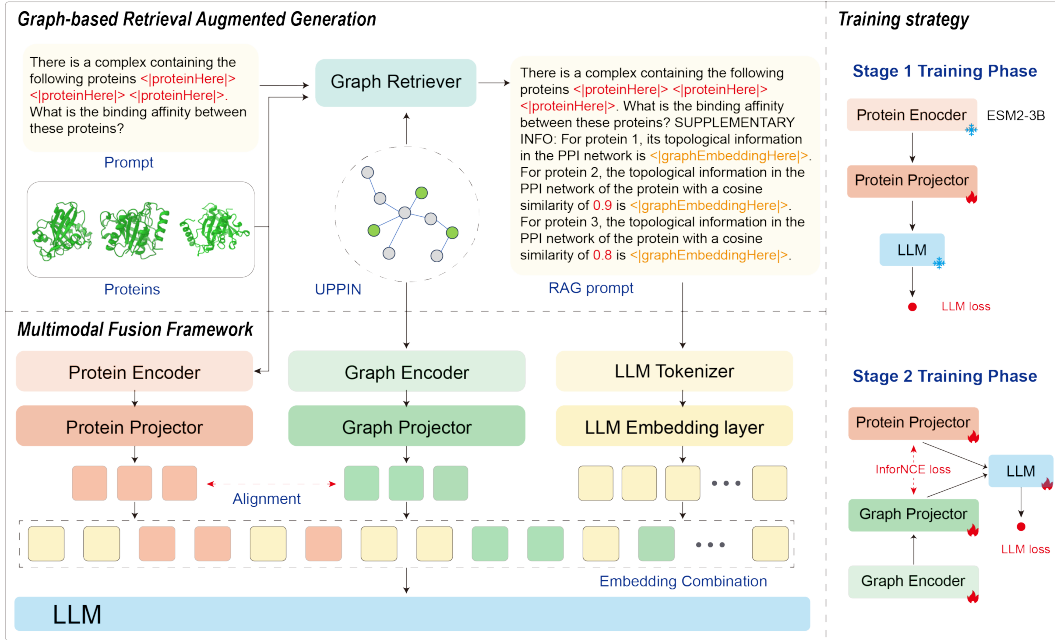 Graph-based Retrieval Augmented Generation
There is a complex containing the
following proteins <|proteinHere|>
<|proteinHere|> <|proteinHere|>.
What is the binding affinity between
these proteins?
Prompt
Proteins
Graph Retriever
UPPIN
There is a complex containing the following
proteins <|proteinHere|> <|proteinHere|>
<|proteinHere|>. What is the binding affinity
between these proteins? SUPPLEMENTARY
INFO: For protein 1, its topological information
in the PPI network is <|graphEmbeddingHere|>.
For protein 2, the topological information in the
PPI network of the protein with a cosine
similarity of 0.9 is <|graphEmbeddingHere|>.
For protein 3, the topological information in the
PPI network of the protein with a cosine
similarity of 0.8 is <|graphEmbeddingHere|>.
RAG prompt
Multimodal Fusion Framework
Protein Encoder
Graph Encoder
LLM Tokenizer
Protein Projector
Graph Projector
LLM Embedding layer
Alignment
Embedding Combination
LLM
Training strategy
Stage 1 Training Phase
Protein Enocder
ESM2-3B
Protein Projector
LLM
LLM loss
Stage 2 Training Phase
Protein Projector
InforNCE loss
LLM
Graph Projector
LLM loss
Graph Encoder